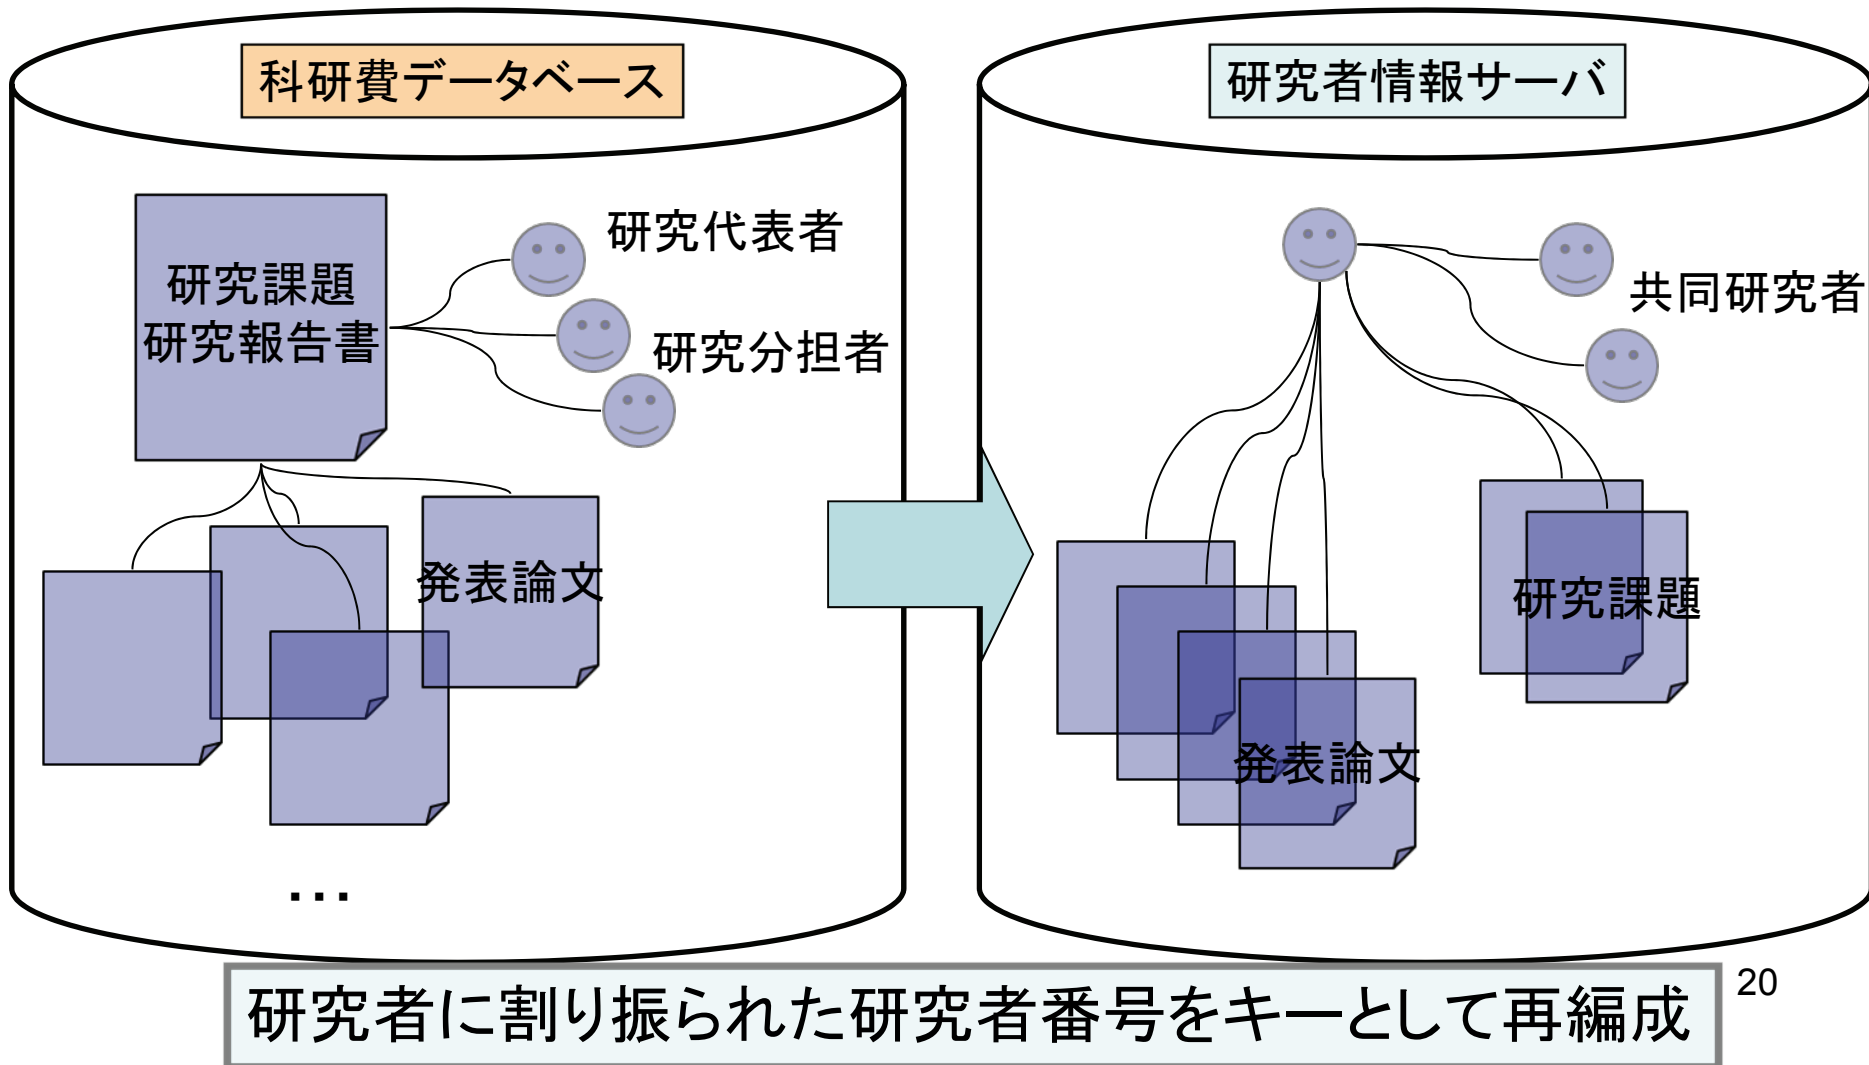 科研費データベース
研究課題
研究報告書
研究代表者
研究分担者
発表論文
...
研究者情報サーバ
共同研究者
研究課題
発表論文
研究者に割り振られた研究者番号をキーとして再編成
20